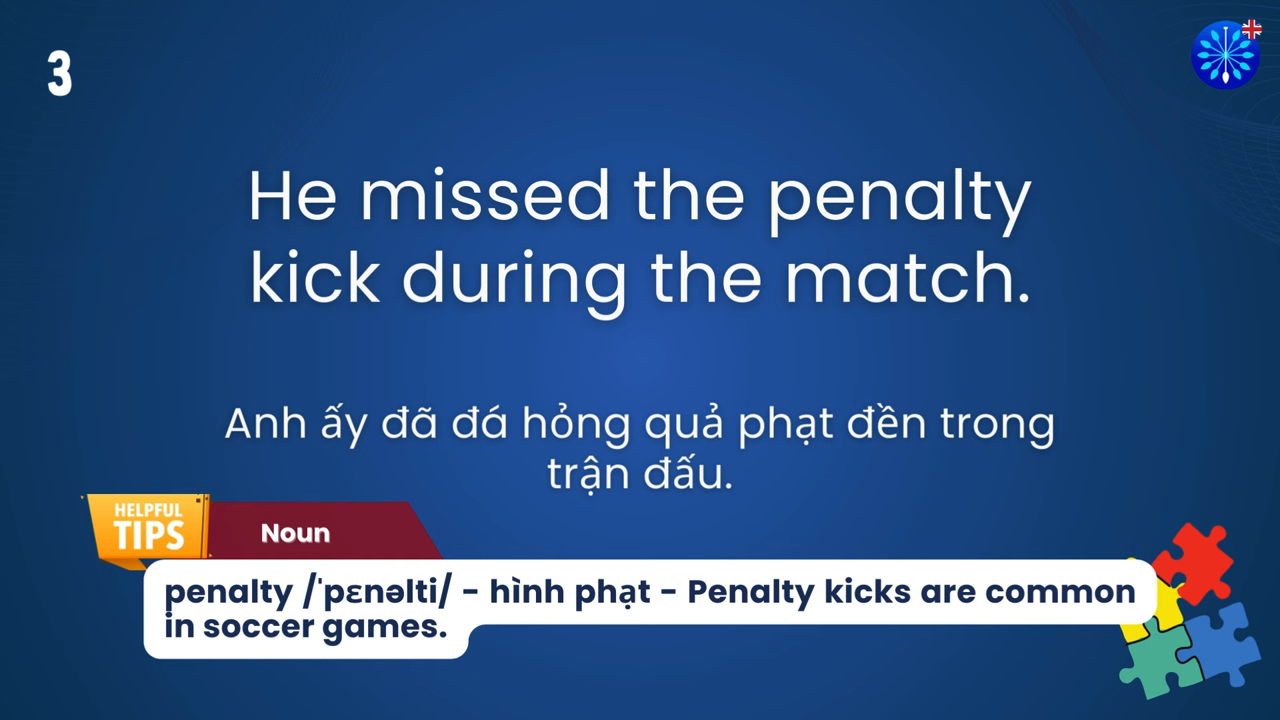 3
He missed the penalty
kick during the match.
Anh ấy đã đá hỏng quả phạt đền trong
trận đấu.
HELPFUL
TIPS
Noun
penalty /ˈpɛnəlti/ - hình phạt - Penalty kicks are common
in soccer games.